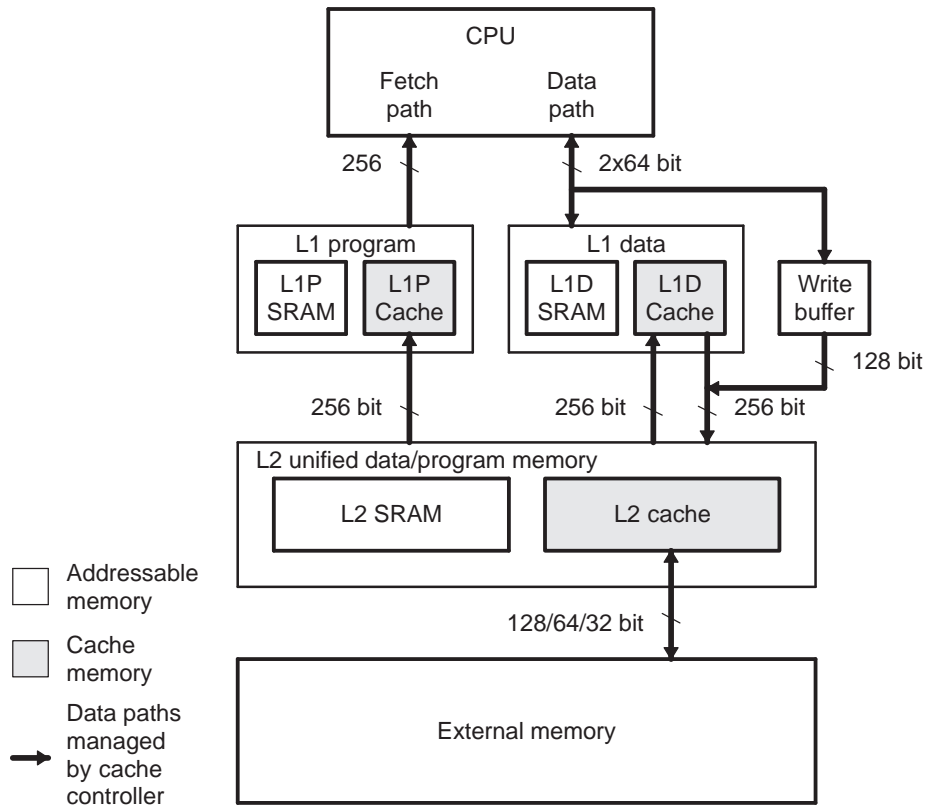 CPU
Fetch
path
Data
path
256
2x64 bit
L1 program
L1P
SRAM
L1P
Cache
L1 data
L1D
SRAM
L1D
Cache
Write
buffer
128 bit
256 bit
256 bit
256 bit
L2 unified data/program memory
L2 SRAM
L2 cache
128/64/32 bit
External memory
Addressable
memory
Cache
memory
Data paths
managed
by cache
controller